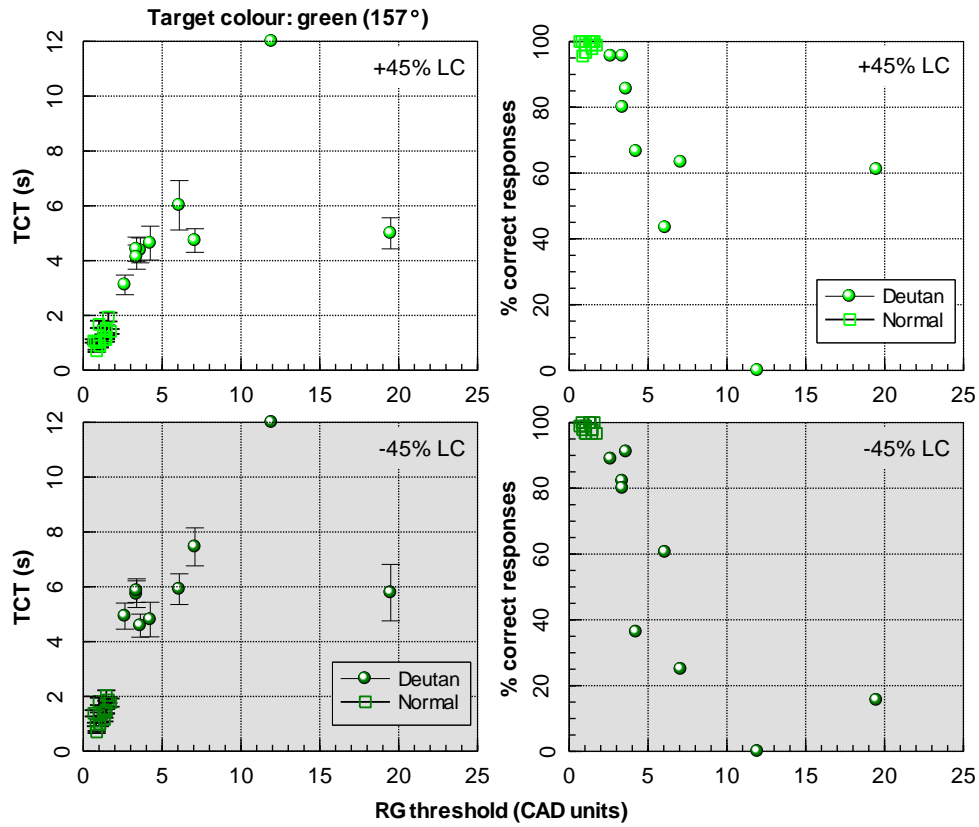 Target colour: green (157°)
12
10
8
6
4
2
0
TCT (s)
+45% LC
0 5 10 15 20 25
100
80
60
40
20
0
% correct responses
+45% LC
Deutan
Normal
0 5 10 15 20 25
12
10
8
6
4
2
0
TCT (s)
-45% LC
Deutan
Normal
0 5 10 15 20 25
100
80
60
40
20
0
% correct responses
-45% LC
0 5 10 15 20 25
RG threshold (CAD units)